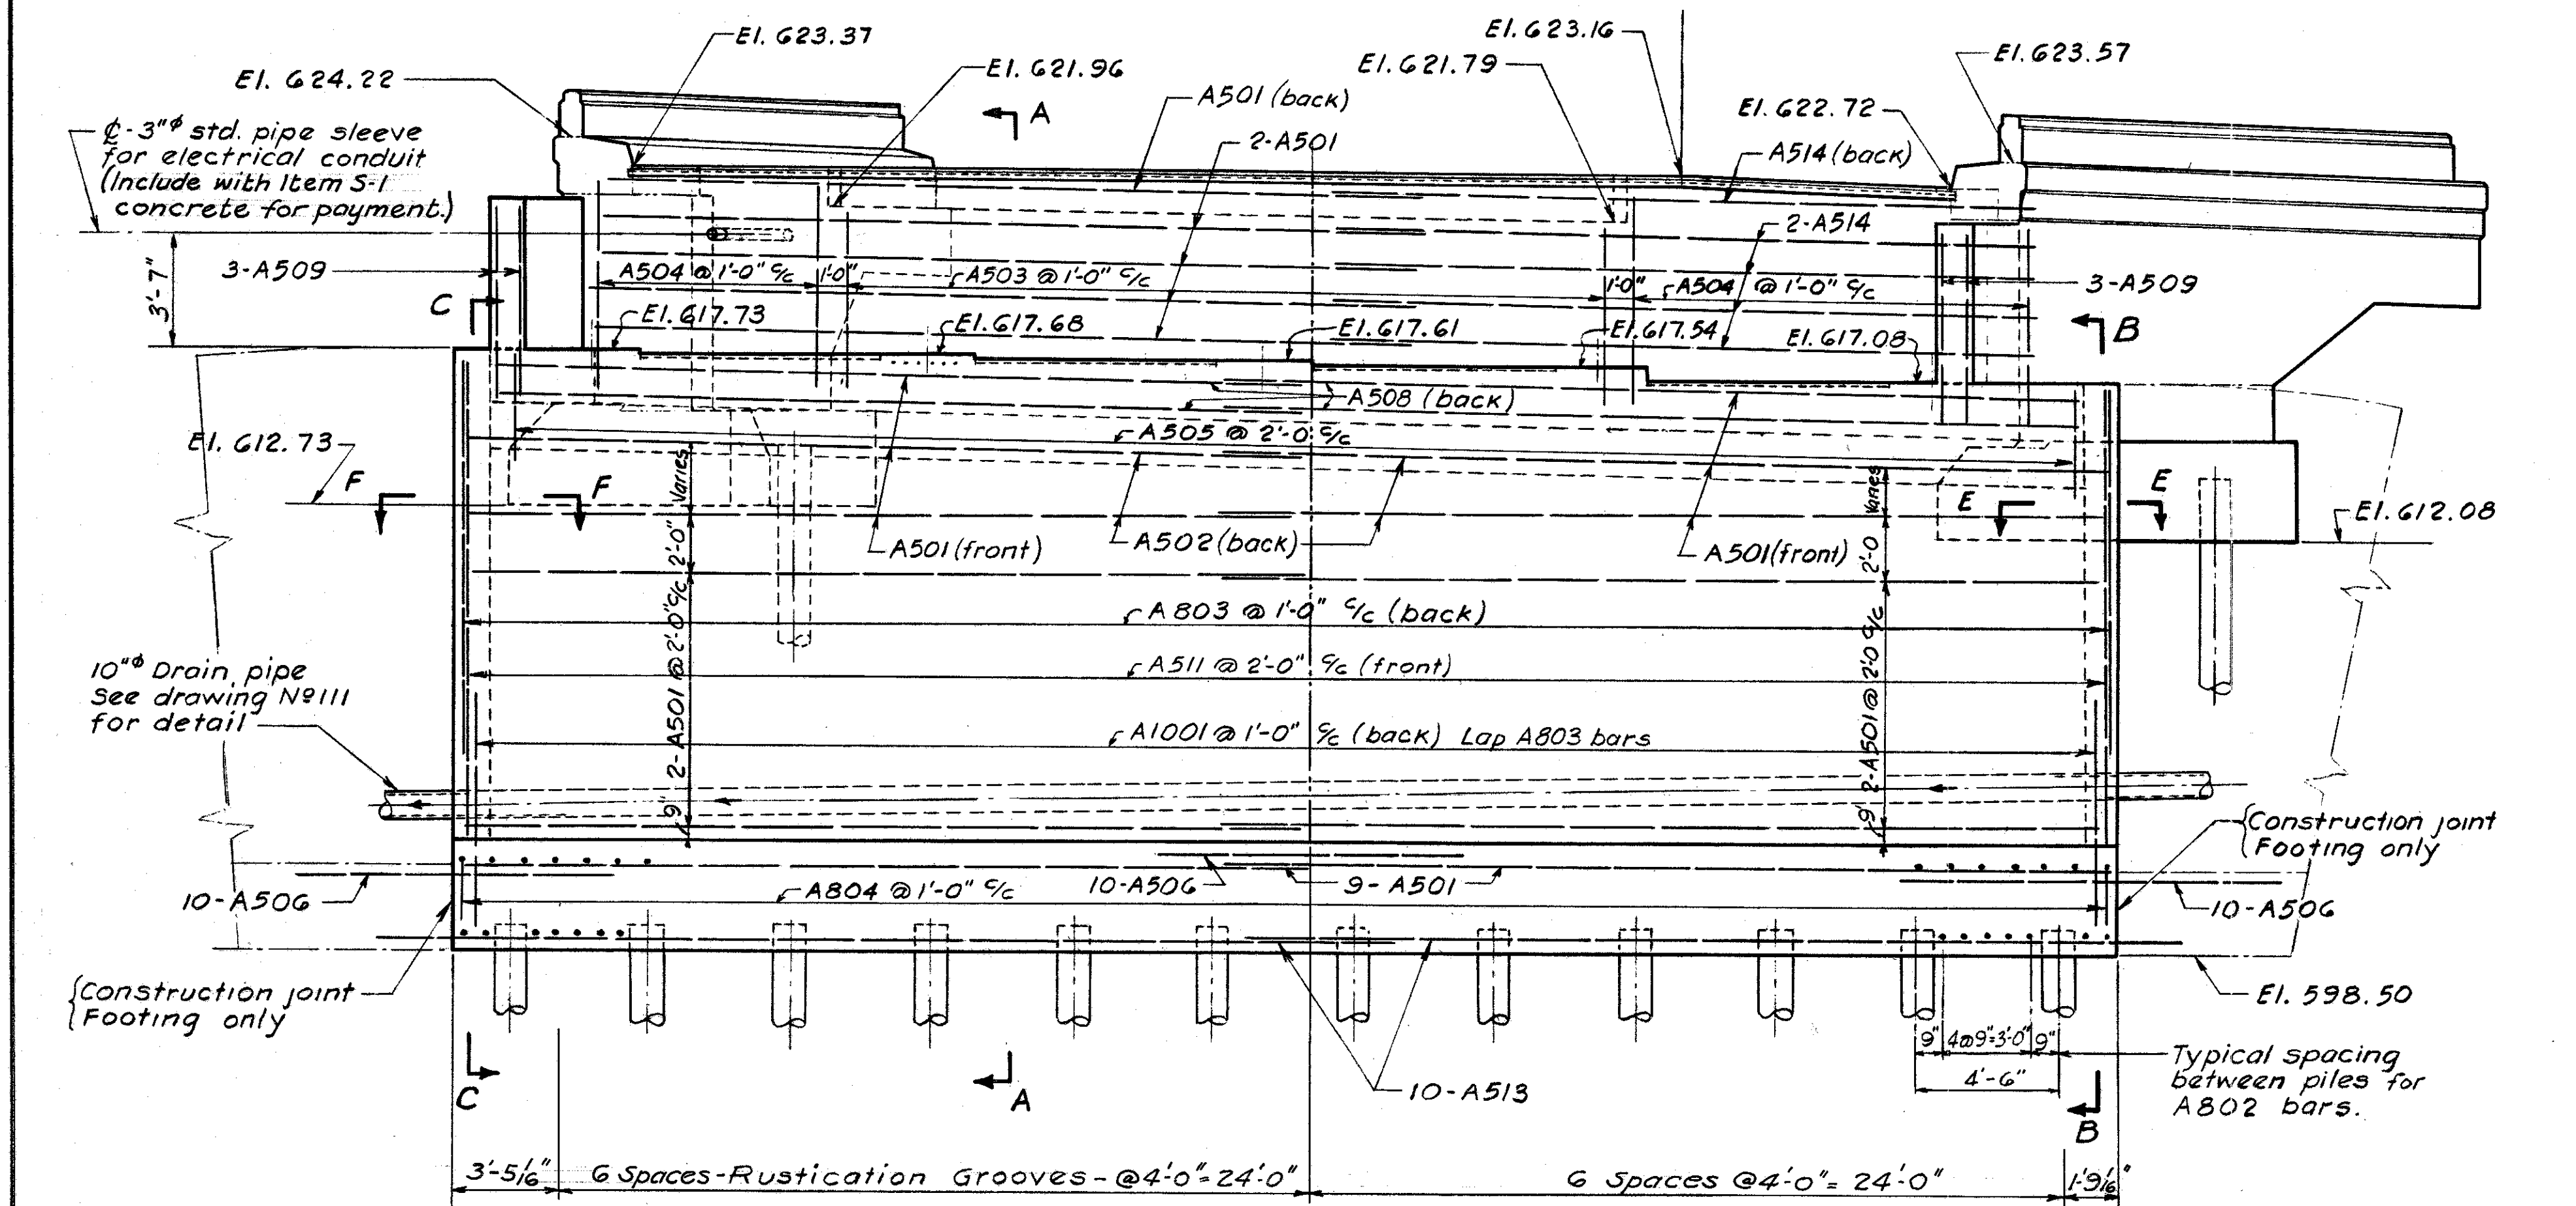 El. 623.37
El. 623.16
El. 624.22
El. 621.96
El. 621.79
El. 623.57
A501 (back)
A
El. 622.72
℄-3"ϕ std. pipe sleeve
for electrical conduit
(Include with Item S-1
concrete for payment.)
2-A501
A514 (back)
2-A514
3'-7"
3-A509
A504 @ 1'-0" c/c
1'-0"
A503 @ 1'-0" c/c
1'-0"
A504 @ 1'-0" c/c
3-A509
C
El. 617.73
El. 617.68
El. 617.61
El. 617.54
El. 617.08
B
A508 (back)
El. 612.73
A505 @ 2'-0 c/c
F
F
Varies
Varies
E
E
El. 612.08
A501 (front)
A502 (back)
A501 (front)
2'-0"
2'-0
A803 @ 1'-0" c/c (back)
10"ϕ Drain pipe
See drawing Nº 111
for detail
A511 @ 2'-0" c/c (front)
2-A501 @ 2'-0" c/c
2-A501 @ 2'-0 c/c
A1001 @ 1'-0" c/c (back) Lap A803 bars
9"
9"
Construction joint
Footing only
10-A506
A804 @ 1'-0" c/c
10-A506
9-A501
10-A506
Construction joint
Footing only
El. 598.50
9"
4@9"=3'-0"
9"
4'-6"
Typical spacing
between piles for
A802 bars.
C
A
10-A513
B
6 Spaces-Rustication Grooves-@4'-0"=24'-0"
6 Spaces @4'-0"= 24'-0"